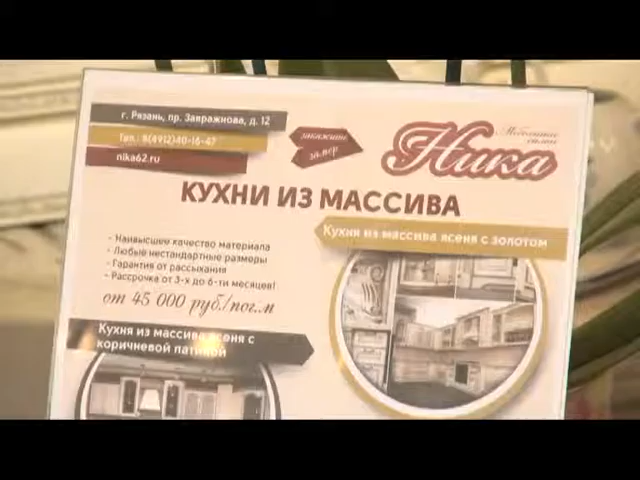 г. Рязань, пр. Завражнова, д. 12
Тел.: 8(4912)40-16-47
nika62.ru
закажите
замер
Мебельный
салон
Ника
КУХНИ ИЗ МАССИВА
Кухня из массива ясеня с золотом
- Наивысшее качество материала
- Любые нестандартные размеры
- Гарантия от рассыхания
- Рассрочка от 3-х до 6-ти месяцев!
от 45 000 руб./пог.м
Кухня из массива ясеня с
коричневой патиной